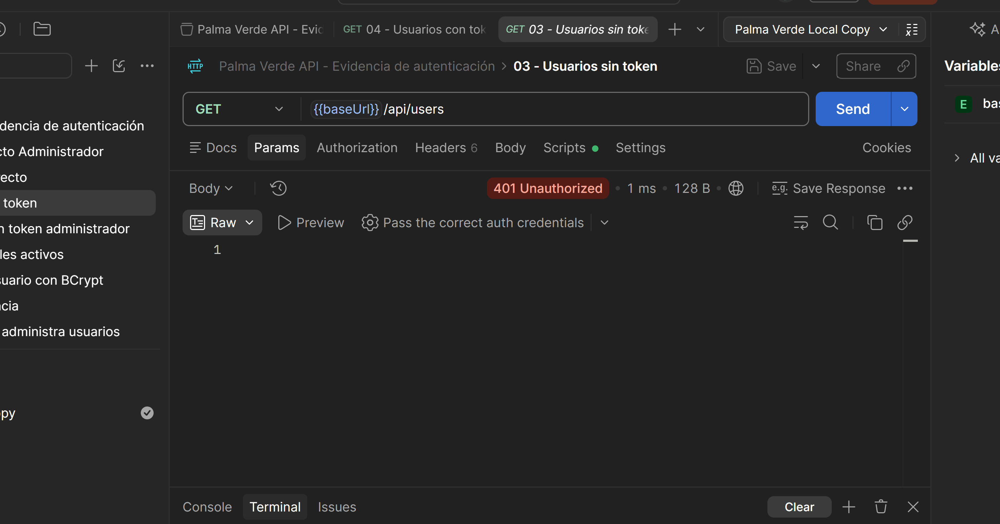 Palma Verde API - Evid
GET 04 - Usuarios con tok
GET 03 - Usuarios sin toke
Palma Verde Local Copy
HTTP
Palma Verde API - Evidencia de autenticación > 03 - Usuarios sin token
Save
Share
Variables
GET
{{baseUrl}}/api/users
Send
E
bas
Docs
Params
Authorization
Headers 6
Body
Scripts
Settings
Cookies
All va
dencia de autenticación
cto Administrador
recto
token
n token administrador
les activos
suario con BCrypt
ncia
administra usuarios
py
Body
401 Unauthorized • 1 ms • 128 B
e.g. Save Response
Raw
Preview
Pass the correct auth credentials
1
Console
Terminal
Issues
Clear